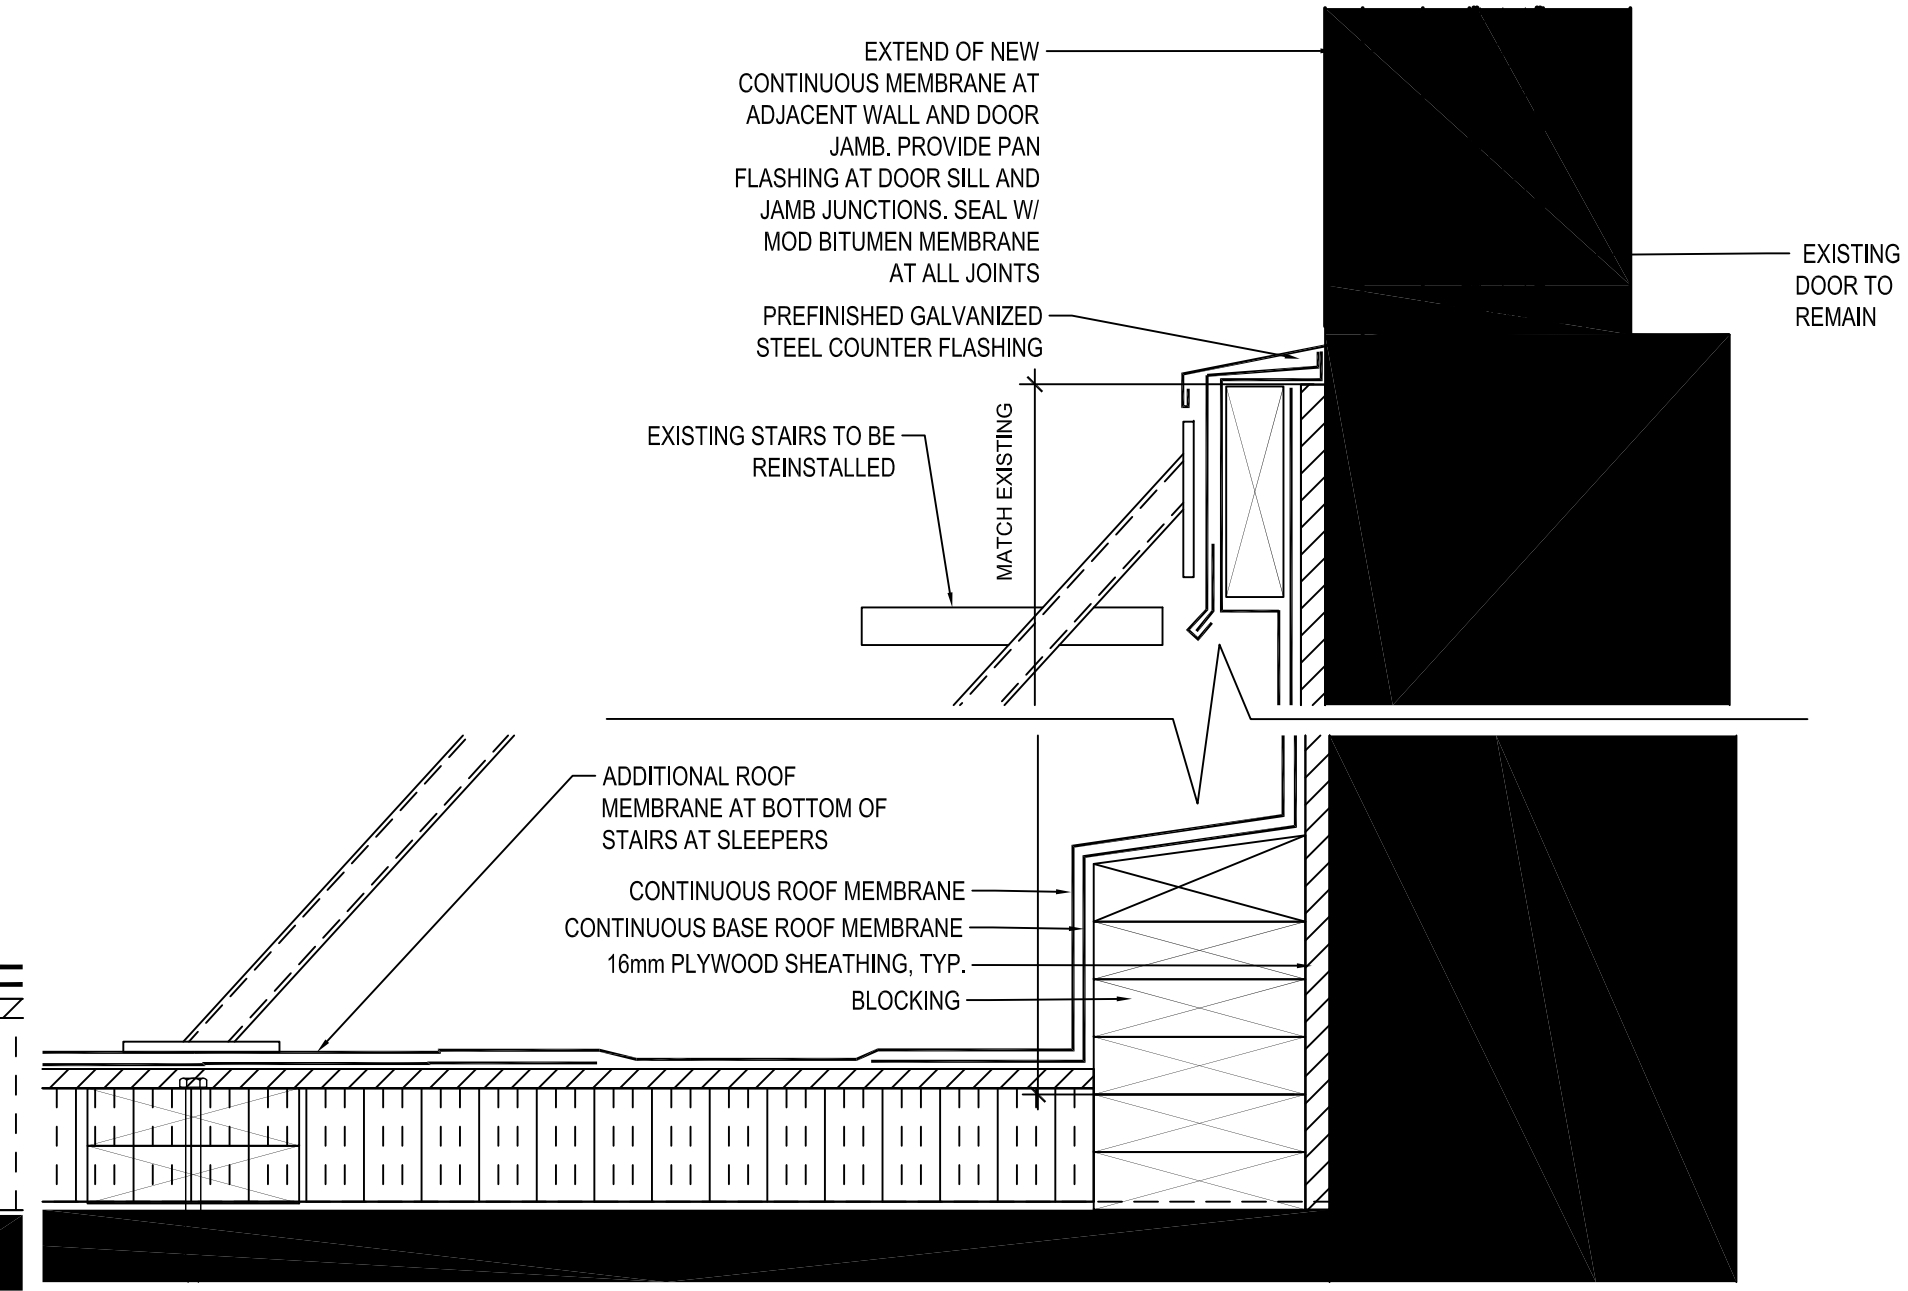 EXTEND OF NEW
CONTINUOUS MEMBRANE AT
ADJACENT WALL AND DOOR
JAMB. PROVIDE PAN
FLASHING AT DOOR SILL AND
JAMB JUNCTIONS. SEAL W/
MOD BITUMEN MEMBRANE
AT ALL JOINTS
EXISTING
DOOR TO
REMAIN
PREFINISHED GALVANIZED
STEEL COUNTER FLASHING
EXISTING STAIRS TO BE
REINSTALLED
MATCH EXISTING
ADDITIONAL ROOF
MEMBRANE AT BOTTOM OF
STAIRS AT SLEEPERS
CONTINUOUS ROOF MEMBRANE
CONTINUOUS BASE ROOF MEMBRANE
16mm PLYWOOD SHEATHING, TYP.
BLOCKING